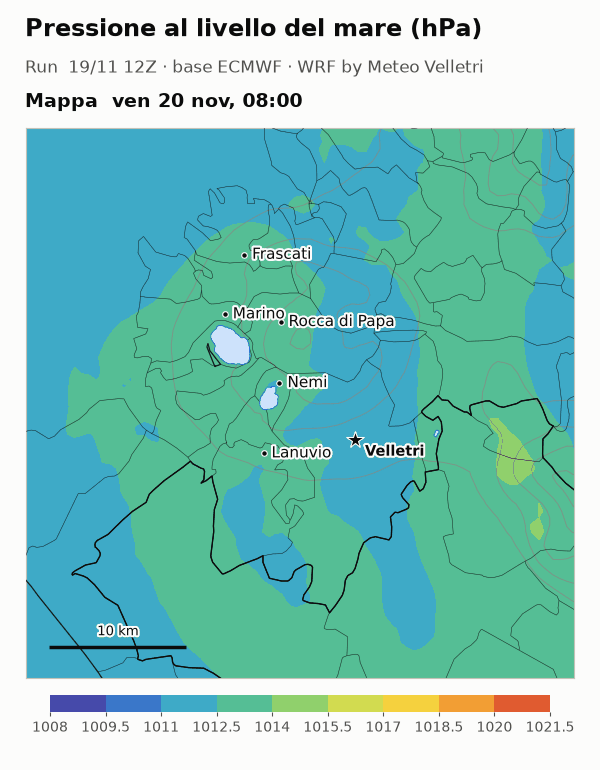 Pressione al livello del mare (hPa)
Run  19/11 12Z · base ECMWF · WRF by Meteo Velletri
Mappa  ven 20 nov, 08:00
Frascati
Marino
Rocca di Papa
Nemi
Velletri
Lanuvio
10 km
1008 1009.5 1011 1012.5 1014 1015.5 1017 1018.5 1020 1021.5